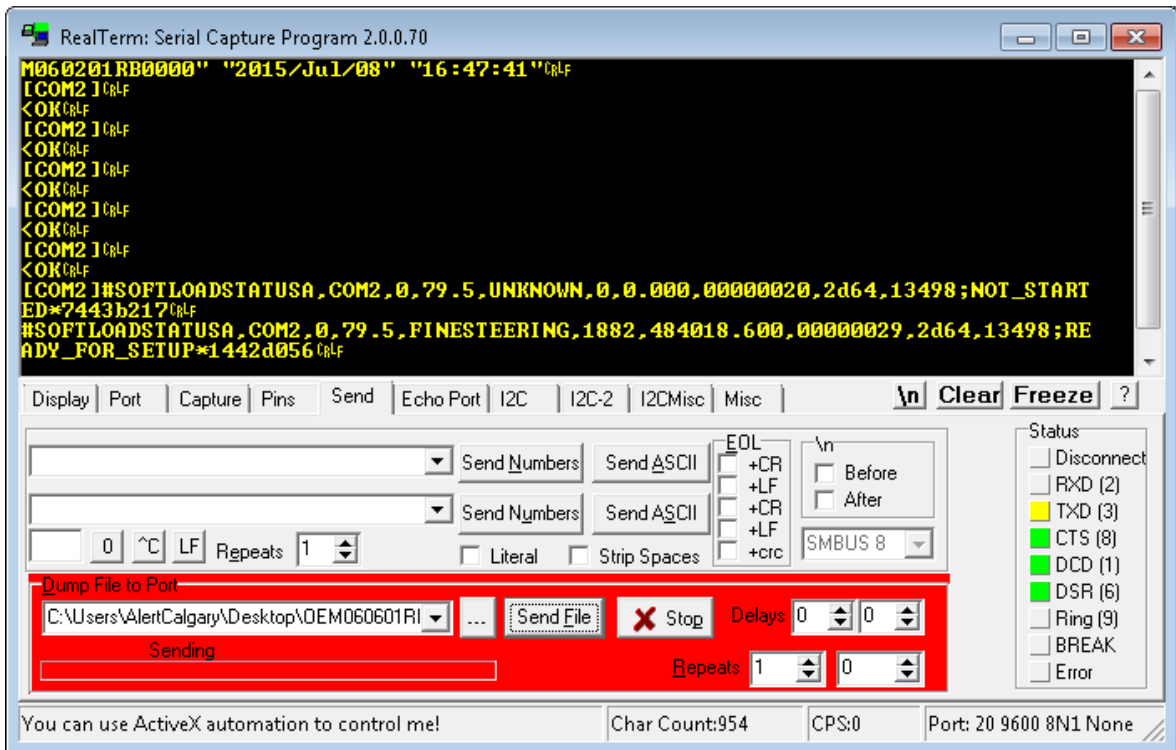 RealTerm: Serial Capture Program 2.0.0.70
M060201RB0000" "2015/Jul/08" "16:47:41"CRLF
[COM2]CRLF
<OKCRLF
[COM2]CRLF
<OKCRLF
[COM2]CRLF
<OKCRLF
[COM2]CRLF
<OKCRLF
[COM2]CRLF
<OKCRLF
[COM2]#SOFTLOADSTATUSA,COM2,0,79.5,UNKNOWN,0,0.000,00000020,2d64,13498;NOT_START
ED*7443b217CRLF
#SOFTLOADSTATUSA,COM2,0,79.5,FINESTEERING,1882,484018.600,00000029,2d64,13498;RE
ADY_FOR_SETUP*1442d056CRLF
Display Port Capture Pins Send Echo Port I2C I2C-2 I2CMisc Misc \n Clear Freeze ?
EOL
\n
Status
Send Numbers Send ASCII
+CR
+LF
Before
After
Send Numbers Send ASCII
+CR
+LF
+crc
SMBUS 8
0 ^C LF Repeats 1
Literal Strip Spaces
Disconnect
RXD (2)
TXD (3)
CTS (8)
DCD (1)
DSR (6)
Ring (9)
BREAK
Error
Dump File to Port
C:\Users\AlertCalgary\Desktop\OEM060601RI ... Send File Stop Delays 0 0
Sending
Repeats 1 0
You can use ActiveX automation to control me! Char Count:954 CPS:0 Port: 20 9600 8N1 None